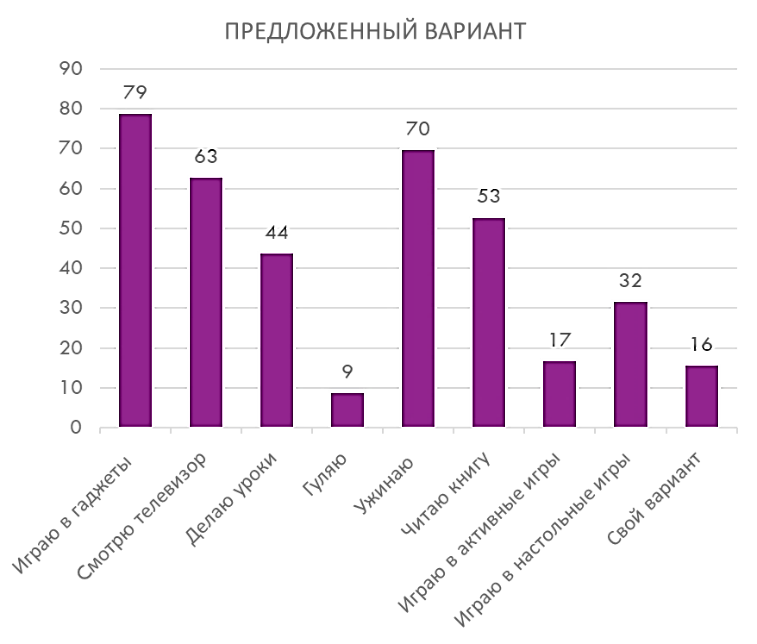 ПРЕДЛОЖЕННЫЙ ВАРИАНТ
90
80
70
60
50
40
30
20
10
0
79
63
44
9
70
53
17
32
16
Играю в гаджеты
Смотрю телевизор
Делаю уроки
Гуляю
Ужинаю
Читаю книгу
Играю в активные игры
Играю в настольные игры
Свой вариант